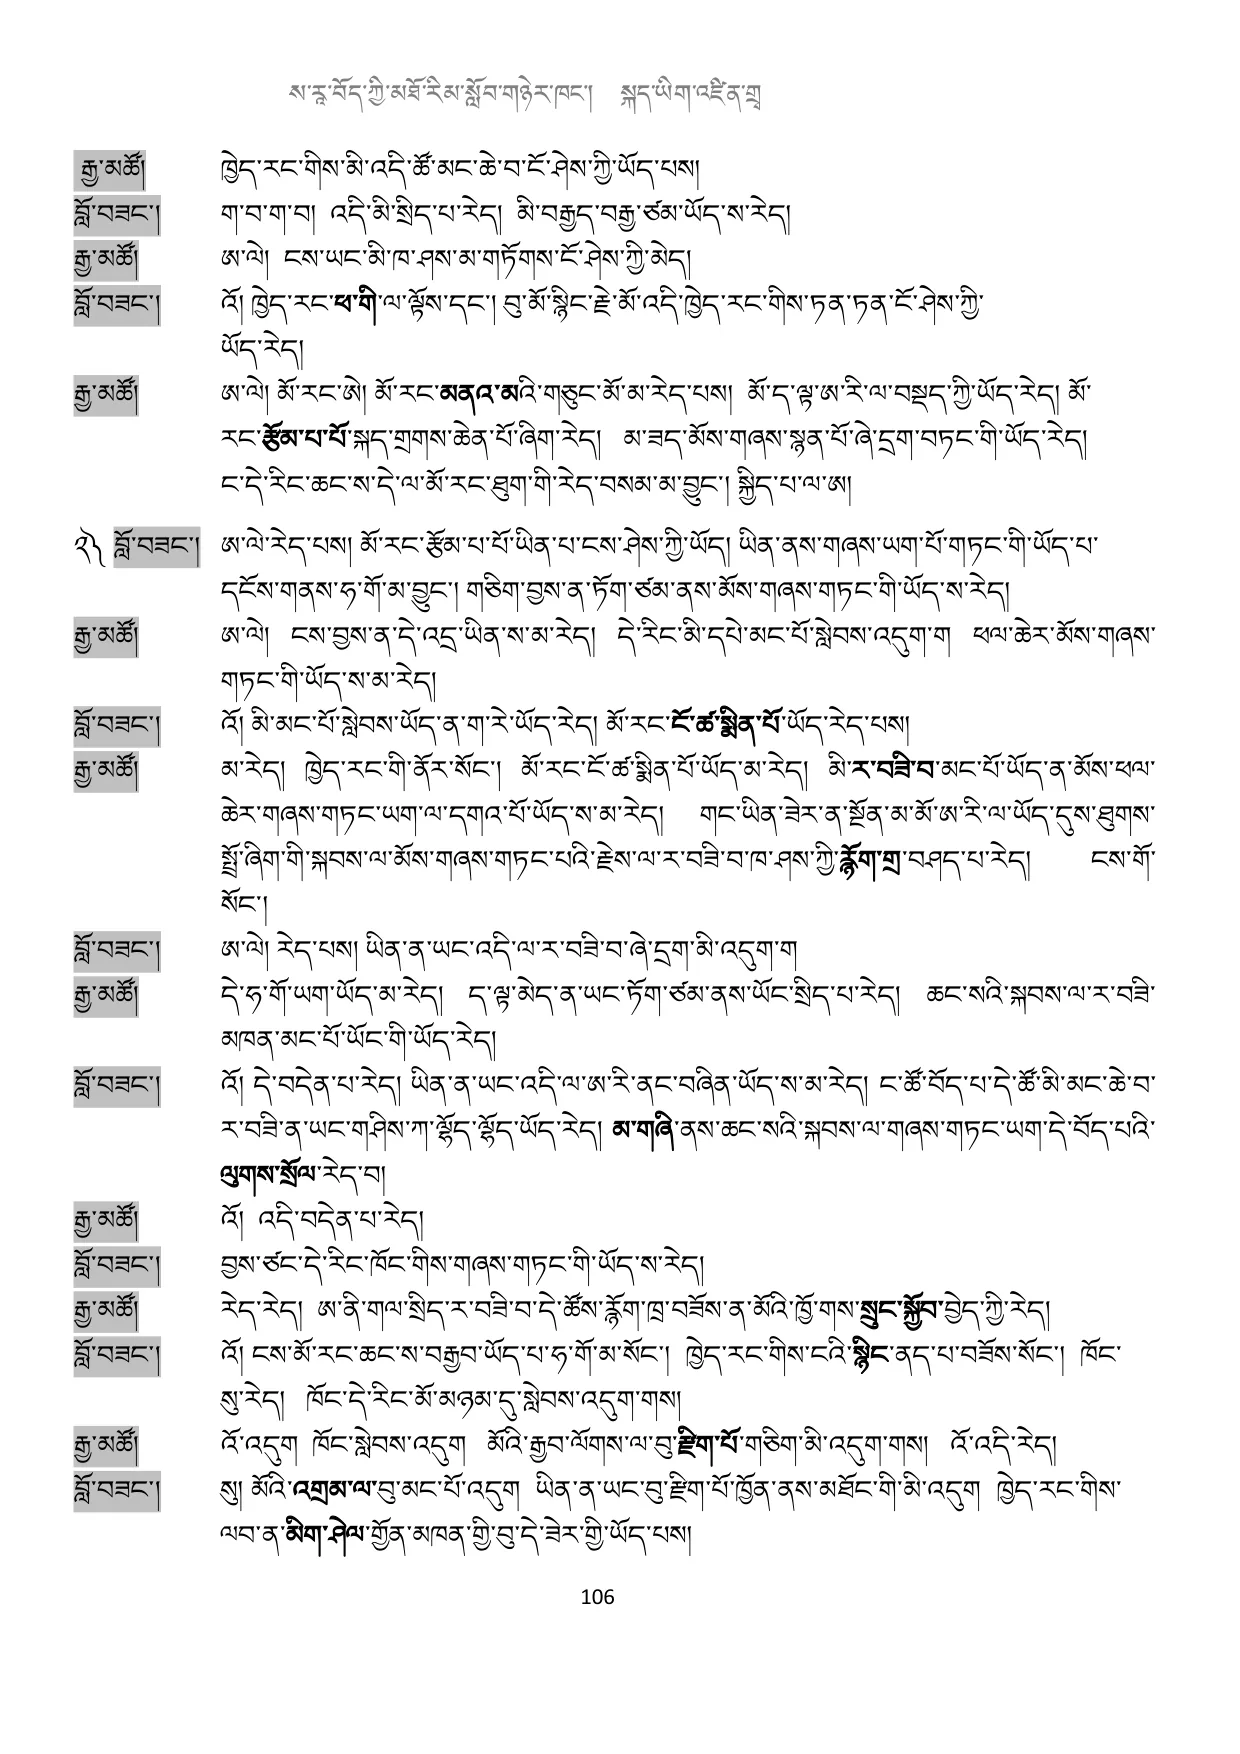 ས་རཱ་བོད་ཀྱི་མཐོ་རིམ་སློབ་གཉེར་ཁང་། སྐད་ཡིག་འཛིན་གྲྭ
རྒྱ་མཚོ། ཁྱེད་རང་གིས་མི་འདི་ཚོ་མང་ཆེ་བ་ངོ་ཤེས་ཀྱི་ཡོད་པས།
བློ་བཟང་། ག་བ་ག་བ། འདི་མི་སྲིད་པ་རེད། མི་བརྒྱད་བརྒྱ་ཙམ་ཡོད་ས་རེད།
རྒྱ་མཚོ། ཨ་ལེ། ངས་ཡང་མི་ཁ་ཤས་མ་གཏོགས་ངོ་ཤེས་ཀྱི་མེད།
བློ་བཟང་། འོ། ཁྱེད་རང་ཕ་གི་ལ་ལྟོས་དང་། བུ་མོ་སྙིང་རྗེ་མོ་འདི་ཁྱེད་རང་གིས་ཏན་ཏན་ངོ་ཤེས་ཀྱི་
ཡོད་རེད།
རྒྱ་མཚོ། ཨ་ལེ། མོ་རང་ཨེ། མོ་རང་མནའ་མའི་གཅུང་མོ་མ་རེད་པས། མོ་ད་ལྟ་ཨ་རི་ལ་བསྡད་ཀྱི་ཡོད་རེད། མོ་
རང་རྩོམ་པ་པོ་སྐད་གྲགས་ཆེན་པོ་ཞིག་རེད། མ་ཟད་མོས་གཞས་སྙན་པོ་ཞེ་དྲག་བཏང་གི་ཡོད་རེད།
ང་དེ་རིང་ཆང་ས་དེ་ལ་མོ་རང་ཐུག་གི་རེད་བསམ་མ་བྱུང་། སྐྱིད་པ་ལ་ཨ།
༢༽ བློ་བཟང་། ཨ་ལེ་རེད་པས། མོ་རང་རྩོམ་པ་པོ་ཡིན་པ་ངས་ཤེས་ཀྱི་ཡོད། ཡིན་ནས་གཞས་ཡག་པོ་གཏང་གི་ཡོད་པ་
དངོས་གནས་ཧ་གོ་མ་བྱུང་། གཅིག་བྱས་ན་ཏོག་ཙམ་ནས་མོས་གཞས་གཏང་གི་ཡོད་ས་རེད།
རྒྱ་མཚོ། ཨ་ལེ། ངས་བྱས་ན་དེ་འདྲ་ཡིན་ས་མ་རེད། དེ་རིང་མི་དཔེ་མང་པོ་སླེབས་འདུག་ག ཕལ་ཆེར་མོས་གཞས་
གཏང་གི་ཡོད་ས་མ་རེད།
བློ་བཟང་། འོ། མི་མང་པོ་སླེབས་ཡོད་ན་ག་རེ་ཡོད་རེད། མོ་རང་ངོ་ཚ་སྨིན་པོ་ཡོད་རེད་པས།
རྒྱ་མཚོ། མ་རེད། ཁྱེད་རང་གི་ནོར་སོང་། མོ་རང་ངོ་ཚ་སྨིན་པོ་ཡོད་མ་རེད། མི་ར་བཟི་བ་མང་པོ་ཡོད་ན་མོས་ཕལ་
ཆེར་གཞས་གཏང་ཡག་ལ་དགའ་པོ་ཡོད་ས་མ་རེད། གང་ཡིན་ཟེར་ན་སྔོན་མ་མོ་ཨ་རི་ལ་ཡོད་དུས་ཐུགས་
སྤྲོ་ཞིག་གི་སྐབས་ལ་མོས་གཞས་གཏང་པའི་རྗེས་ལ་ར་བཟི་བ་ཁ་ཤས་ཀྱི་རྙོག་གྲ་བཤད་པ་རེད། ངས་གོ་
སོང་།
བློ་བཟང་། ཨ་ལེ། རེད་པས། ཡིན་ན་ཡང་འདི་ལ་ར་བཟི་བ་ཞེ་དྲག་མི་འདུག་ག
རྒྱ་མཚོ། དེ་ཧ་གོ་ཡག་ཡོད་མ་རེད། ད་ལྟ་མེད་ན་ཡང་ཏོག་ཙམ་ནས་ཡོང་སྲིད་པ་རེད། ཆང་སའི་སྐབས་ལ་ར་བཟི་
མཁན་མང་པོ་ཡོང་གི་ཡོད་རེད།
བློ་བཟང་། འོ། དེ་བདེན་པ་རེད། ཡིན་ན་ཡང་འདི་ལ་ཨ་རི་ནང་བཞིན་ཡོད་ས་མ་རེད། ང་ཚོ་བོད་པ་དེ་ཚོ་མི་མང་ཆེ་བ་
ར་བཟི་ན་ཡང་གཤིས་ཀ་ལྷོད་ལྷོད་ཡོད་རེད། མ་གཞི་ནས་ཆང་སའི་སྐབས་ལ་གཞས་གཏང་ཡག་དེ་བོད་པའི་
ལུགས་སྲོལ་རེད་བ།
རྒྱ་མཚོ། འོ། འདི་བདེན་པ་རེད།
བློ་བཟང་། བྱས་ཙང་དེ་རིང་ཁོང་གིས་གཞས་གཏང་གི་ཡོད་ས་རེད།
རྒྱ་མཚོ། རེད་རེད། ཨ་ནི་གལ་སྲིད་ར་བཟི་བ་དེ་ཚོས་རྙོག་ཁྲ་བཟོས་ན་མོའི་ཁྱོ་གས་སྲུང་སྐྱོབ་བྱེད་ཀྱི་རེད།
བློ་བཟང་། འོ། ངས་མོ་རང་ཆང་ས་བརྒྱབ་ཡོད་པ་ཧ་གོ་མ་སོང་། ཁྱེད་རང་གིས་ངའི་སྙིང་ནད་པ་བཟོས་སོང་། ཁོང་
སུ་རེད། ཁོང་དེ་རིང་མོ་མཉམ་དུ་སླེབས་འདུག་གས།
རྒྱ་མཚོ། འོ་འདུག ཁོང་སླེབས་འདུག མོའི་རྒྱབ་ལོགས་ལ་བུ་རྫིག་པོ་གཅིག་མི་འདུག་གས། འོ་འདི་རེད།
བློ་བཟང་། སུ། མོའི་འགྲམ་ལ་བུ་མང་པོ་འདུག ཡིན་ན་ཡང་བུ་རྫིག་པོ་ཁྱོན་ནས་མཐོང་གི་མི་འདུག ཁྱེད་རང་གིས་
ལབ་ན་མིག་ཤེལ་གྱོན་མཁན་གྱི་བུ་དེ་ཟེར་གྱི་ཡོད་པས།
106